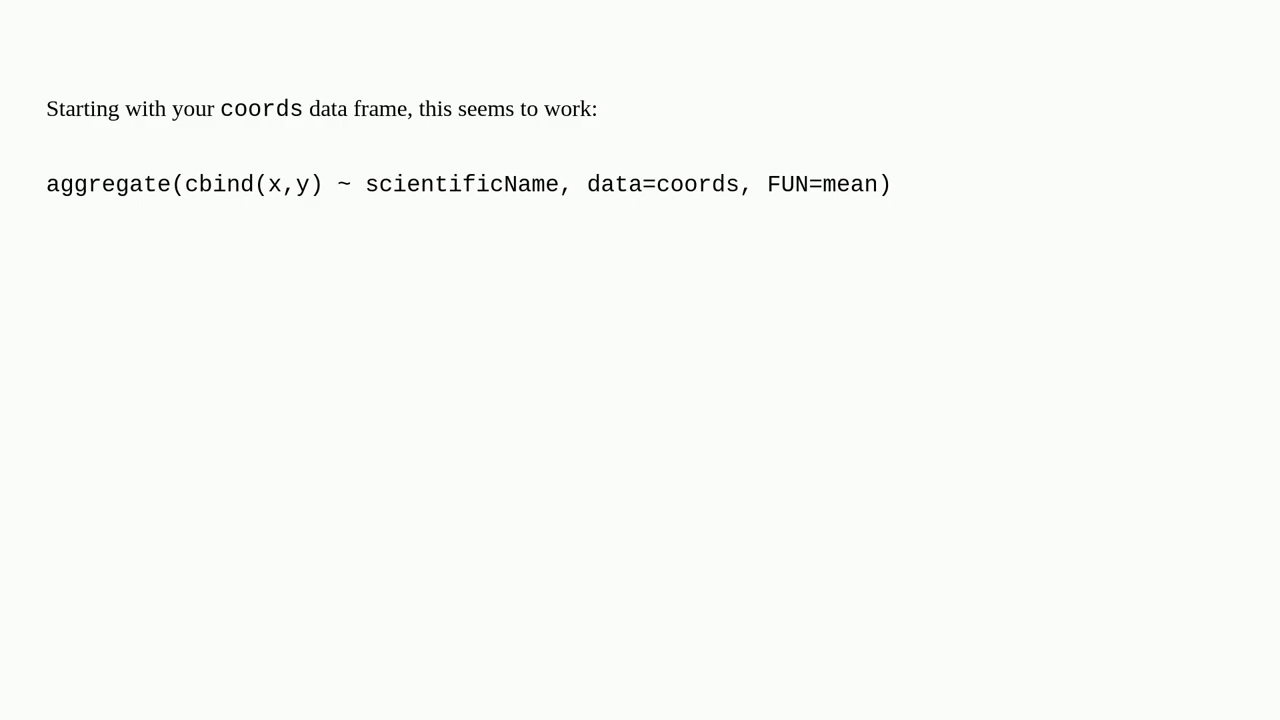 Starting with your coords data frame, this seems to work:
aggregate(cbind(x,y) ~ scientificName, data=coords, FUN=mean)